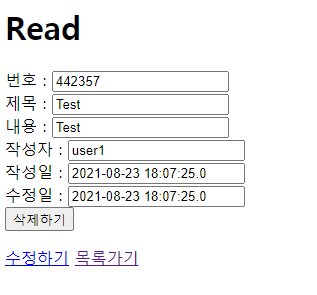 Read
번호 : 442357
제목 : Test
내용 : Test
작성자 : user1
작성일 : 2021-08-23 18:07:25.0
수정일 : 2021-08-23 18:07:25.0
삭제하기
수정하기 목록가기